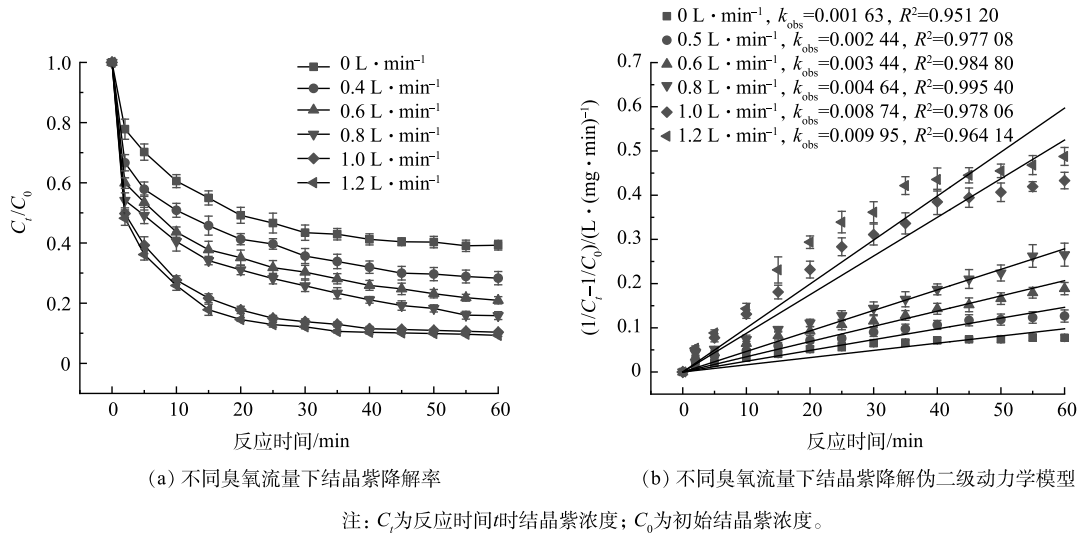 1.0
0.8
0.6
0.4
0.2
0
Cₜ/C₀
0 L·min⁻¹
0.4 L·min⁻¹
0.6 L·min⁻¹
0.8 L·min⁻¹
1.0 L·min⁻¹
1.2 L·min⁻¹
0 10 20 30 40 50 60
反应时间/min
(a) 不同臭氧流量下结晶紫降解率
0 L·min⁻¹, k_obs=0.001 63, R²=0.951 20
0.5 L·min⁻¹, k_obs=0.002 44, R²=0.977 08
0.6 L·min⁻¹, k_obs=0.003 44, R²=0.984 80
0.8 L·min⁻¹, k_obs=0.004 64, R²=0.995 40
1.0 L·min⁻¹, k_obs=0.008 74, R²=0.978 06
1.2 L·min⁻¹, k_obs=0.009 95, R²=0.964 14
0.7
0.6
0.5
0.4
0.3
0.2
0.1
0
(1/Cₜ−1/C₀)/(L·(mg·min)⁻¹)
0 10 20 30 40 50 60
反应时间/min
(b) 不同臭氧流量下结晶紫降解伪二级动力学模型
注: Cₜ为反应时间t时结晶紫浓度; C₀为初始结晶紫浓度。